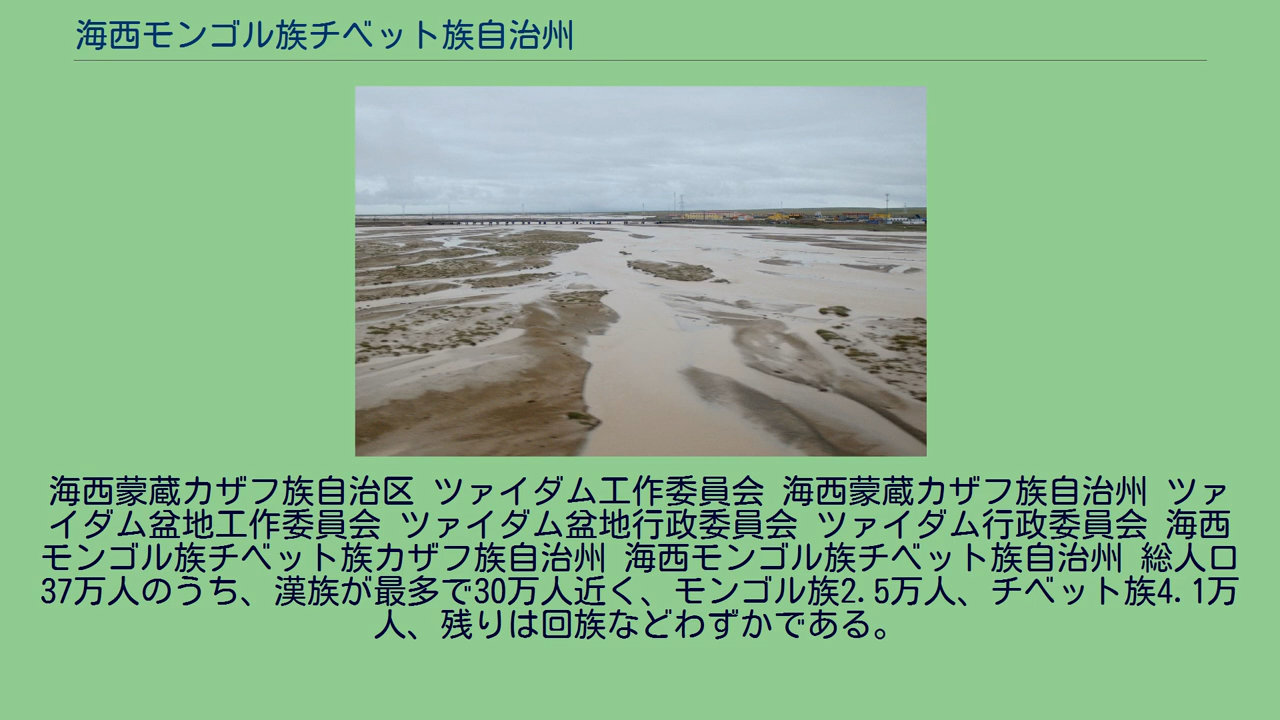 海西モンゴル族チベット族自治州
海西蒙蔵カザフ族自治区 ツァイダム工作委員会 海西蒙蔵カザフ族自治州 ツァ
イダム盆地工作委員会 ツァイダム盆地行政委員会 ツァイダム行政委員会 海西
モンゴル族チベット族カザフ族自治州 海西モンゴル族チベット族自治州 総人口
37万人のうち、漢族が最多で30万人近く、モンゴル族2.5万人、チベット族4.1万
人、残りは回族などわずかである。